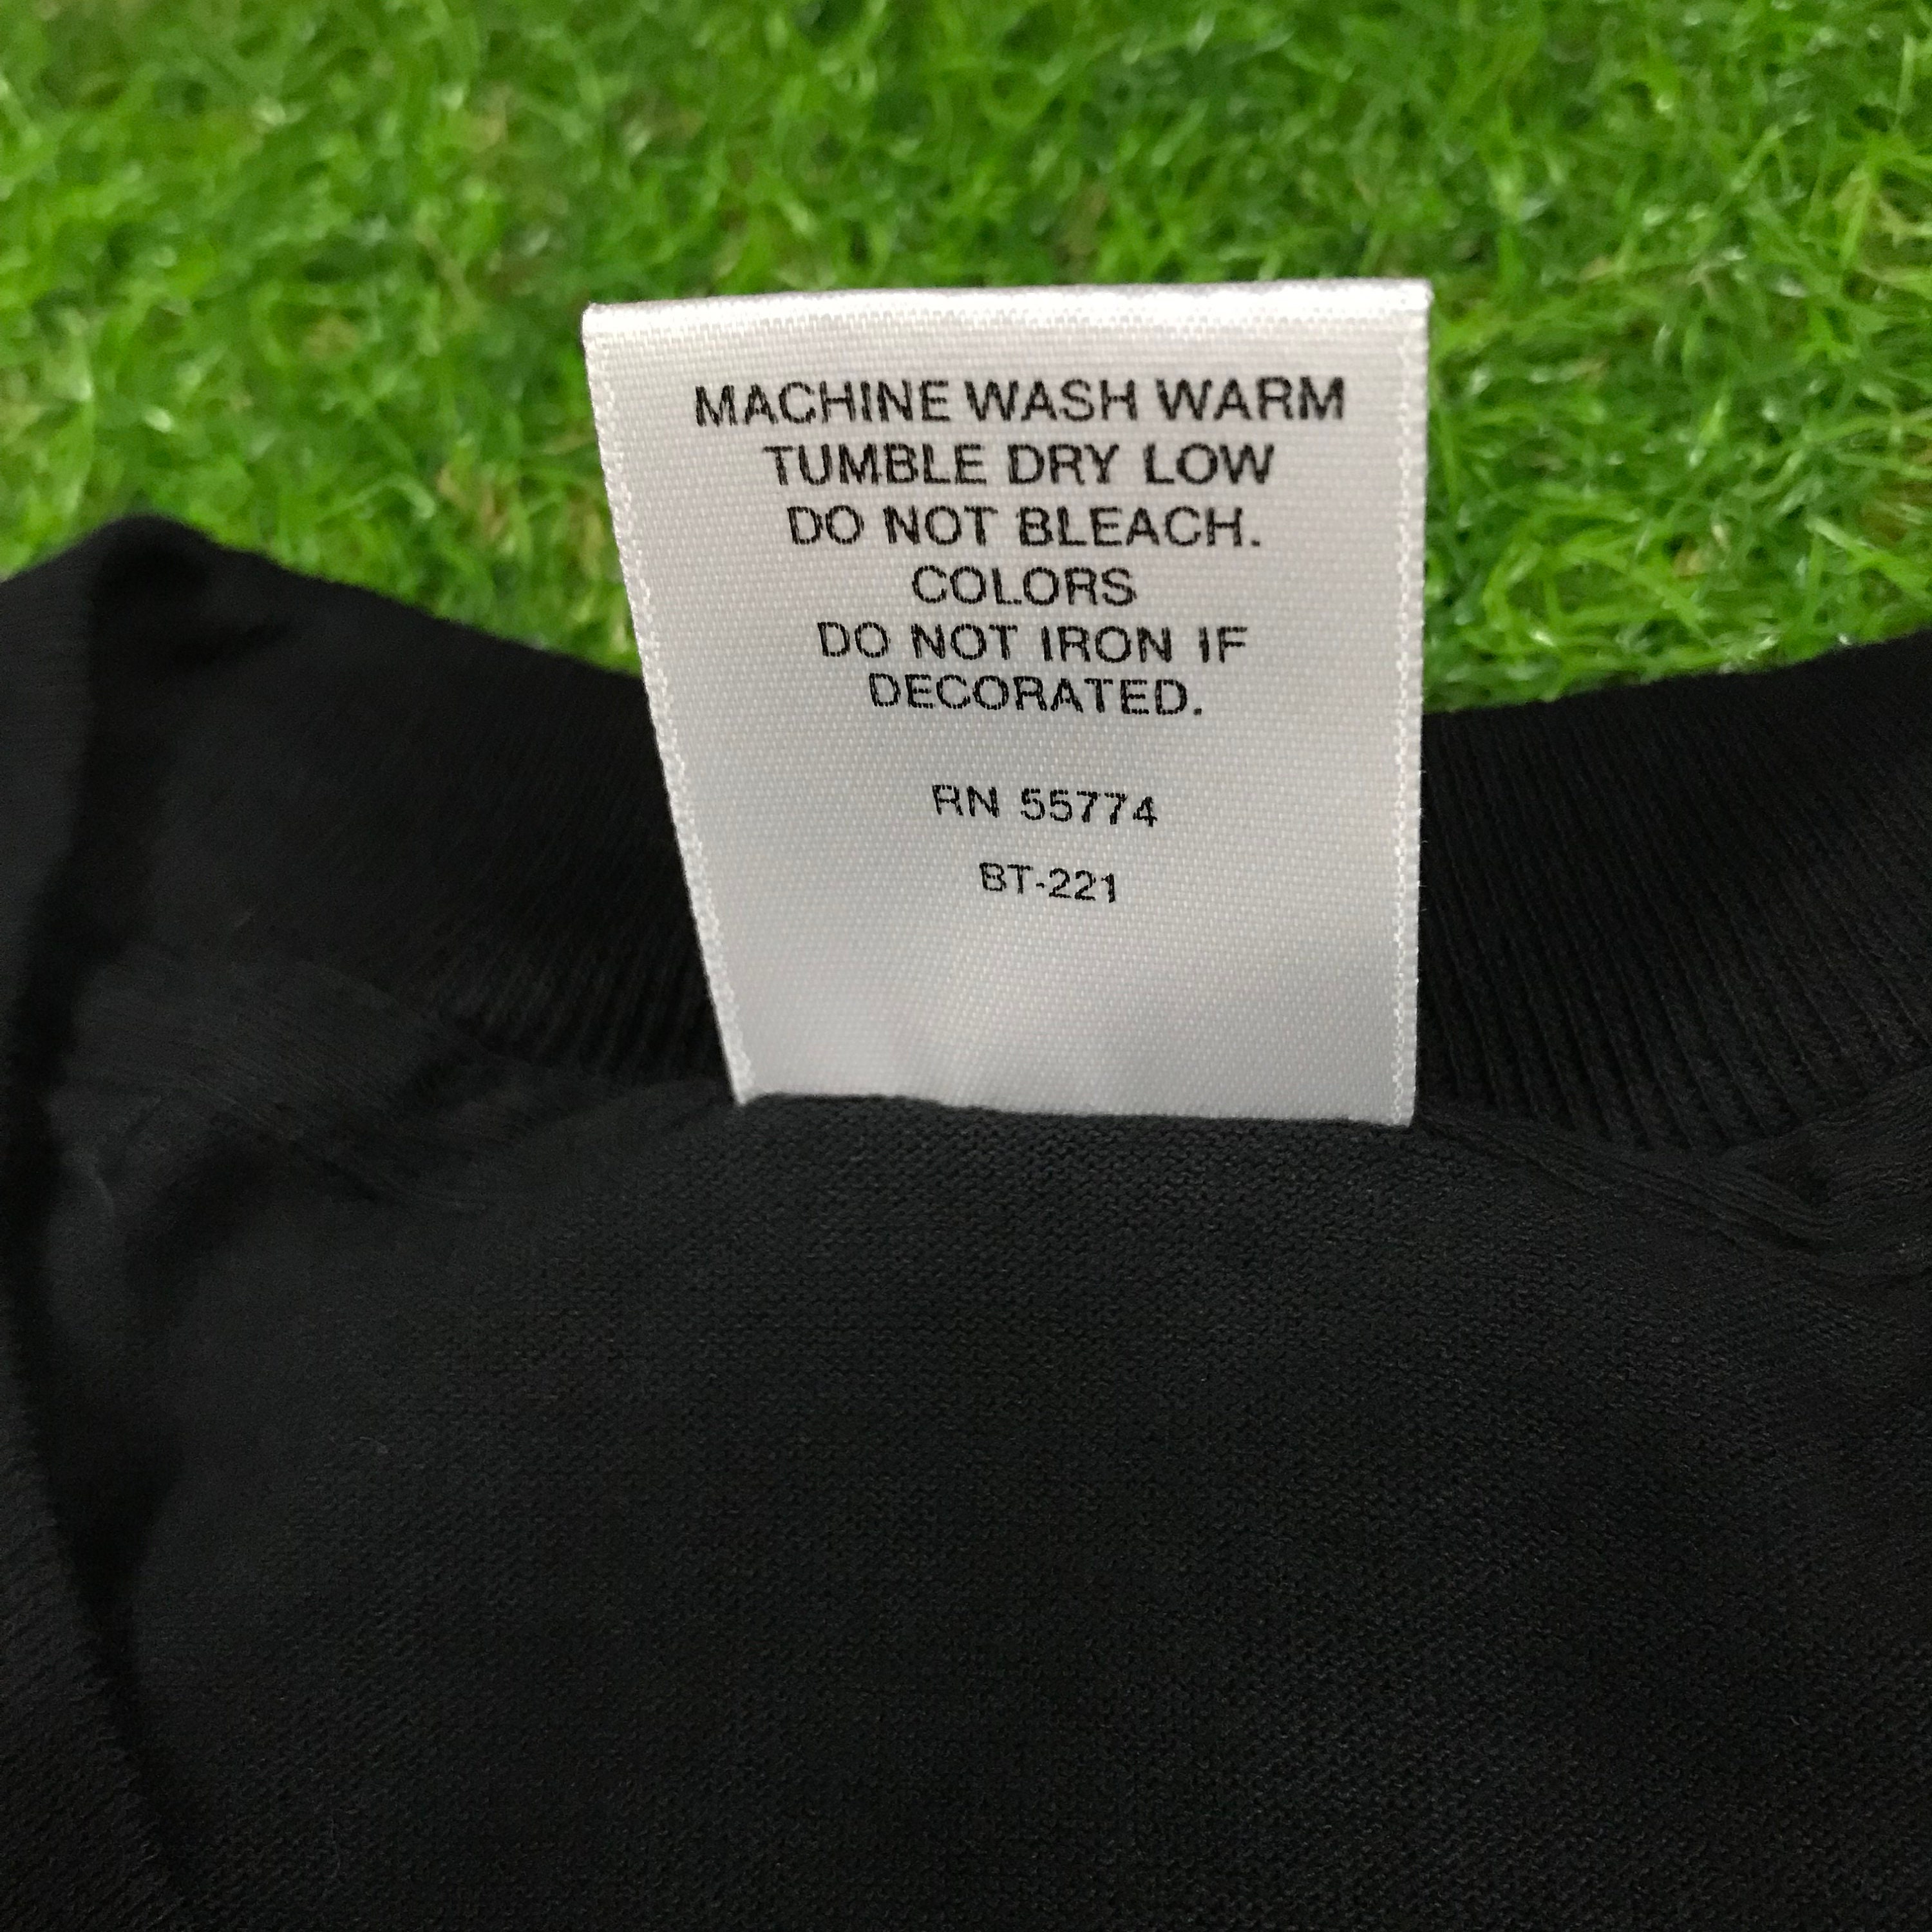 MACHINE WASH WARM
TUMBLE DRY LOW
DO NOT BLEACH.
COLORS
DO NOT IRON IF
DECORATED.
RN 55774
BT-221